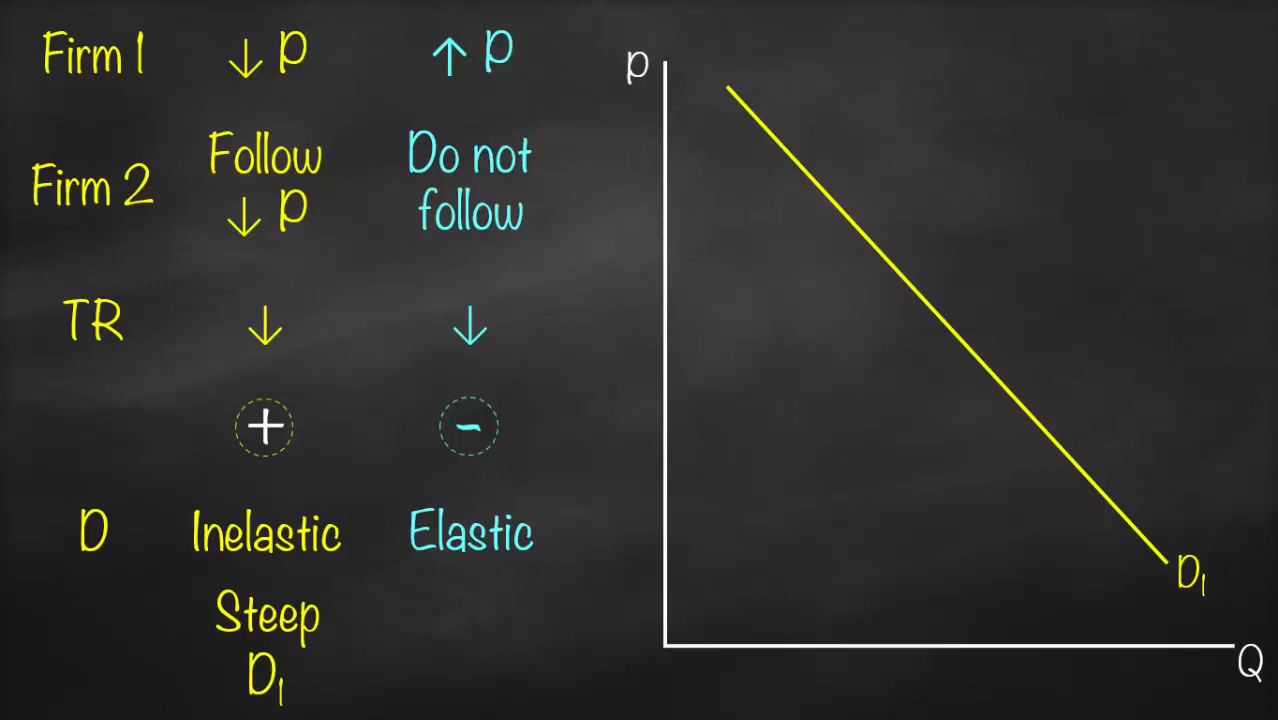 Firm 1 ↓ P ↑ P
Firm 2 Follow ↓ P Do not follow
TR ↓ ↓
+ -
D Inelastic Elastic
Steep
D₁
P
D₁
Q